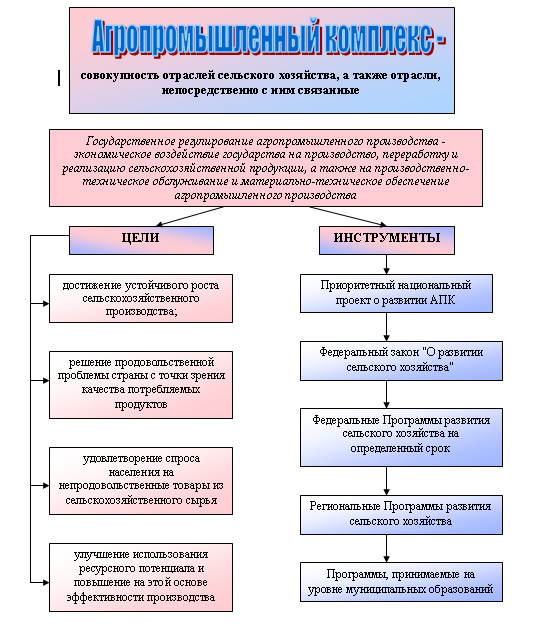 Агропромышленный комплекс -
совокупность отраслей сельского хозяйства, а также отрасли,
непосредственно с ним связанные
Государственное регулирование агропромышленного производства -
экономическое воздействие государства на производство, переработку и
реализацию сельскохозяйственной продукции, а также на производственно-
техническое обслуживание и материально-техническое обеспечение
агропромышленного производства
ЦЕЛИ
достижение устойчивого роста
сельскохозяйственного
производства;
решение продовольственной
проблемы страны с точки зрения
качества потребляемых
продуктов
удовлетворение спроса
населения на
непродовольственные товары из
сельскохозяйственного сырья
улучшение использования
ресурсного потенциала и
повышение на этой основе
эффективности производства
ИНСТРУМЕНТЫ
Приоритетный национальный
проект о развитии АПК
Федеральный закон "О развитии
сельского хозяйства"
Федеральные Программы развития
сельского хозяйства на
определенный срок
Региональные Программы развития
сельского хозяйства
Программы, принимаемые на
уровне муниципальных образований